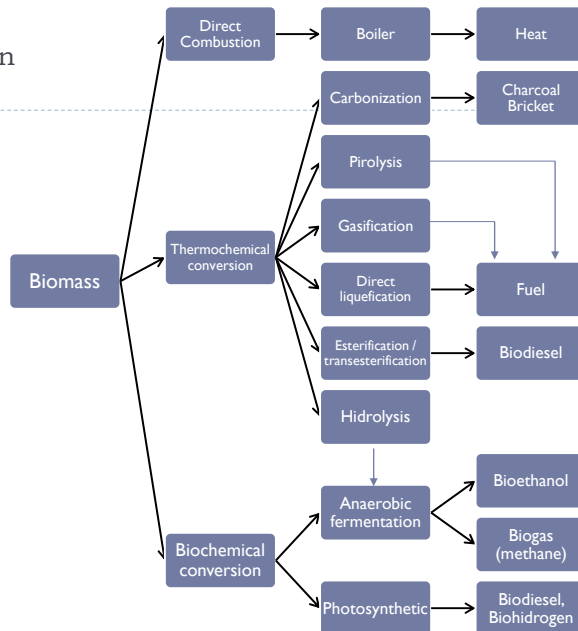 Direct
Combustion
Boiler
Heat
n
Carbonization
Charcoal
Bricket
Pirolysis
Gasification
Thermochemical
conversion
Biomass
Direct
liquefication
Fuel
Esterification /
transesterification
Biodiesel
Hidrolysis
Anaerobic
fermentation
Bioethanol
Biogas
(methane)
Biochemical
conversion
Photosynthetic
Biodiesel,
Biohidrogen